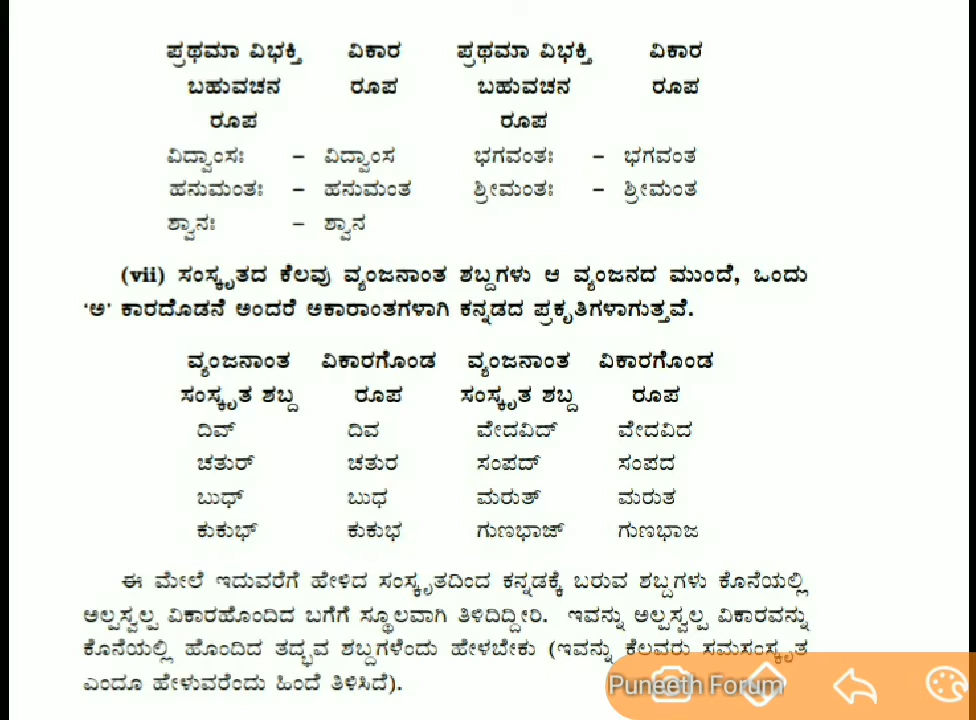 ಪ್ರಥಮಾ ವಿಭಕ್ತಿ ವಿಕಾರ ಪ್ರಥಮಾ ವಿಭಕ್ತಿ ವಿಕಾರ
ಬಹುವಚನ ರೂಪ ಬಹುವಚನ ರೂಪ
ರೂಪ ರೂಪ
ವಿದ್ವಾಂಸಃ – ವಿದ್ವಾಂಸ ಭಗವಂತಃ – ಭಗವಂತ
ಹನುಮಂತಃ – ಹನುಮಂತ ಶ್ರೀಮಂತಃ – ಶ್ರೀಮಂತ
ಶ್ವಾನಃ – ಶ್ವಾನ
(vii) ಸಂಸ್ಕೃತದ ಕೆಲವು ವ್ಯಂಜನಾಂತ ಶಬ್ದಗಳು ಆ ವ್ಯಂಜನದ ಮುಂದೆ, ಒಂದು
‘ಅ’ ಕಾರದೊಡನೆ ಅಂದರೆ ಅಕಾರಾಂತಗಳಾಗಿ ಕನ್ನಡದ ಪ್ರಕೃತಿಗಳಾಗುತ್ತವೆ.
ವ್ಯಂಜನಾಂತ ವಿಕಾರಗೊಂಡ ವ್ಯಂಜನಾಂತ ವಿಕಾರಗೊಂಡ
ಸಂಸ್ಕೃತ ಶಬ್ದ ರೂಪ ಸಂಸ್ಕೃತ ಶಬ್ದ ರೂಪ
ದಿವ್ ದಿವ ವೇದವಿದ್ ವೇದವಿದ
ಚತುರ್ ಚತುರ ಸಂಪದ್ ಸಂಪದ
ಬುಧ್ ಬುಧ ಮರುತ್ ಮರುತ
ಕುಕುಭ್ ಕುಕುಭ ಗುಣಭಾಜ್ ಗುಣಭಾಜ
ಈ ಮೇಲೆ ಇದುವರೆಗೆ ಹೇಳಿದ ಸಂಸ್ಕೃತದಿಂದ ಕನ್ನಡಕ್ಕೆ ಬರುವ ಶಬ್ದಗಳು ಕೊನೆಯಲ್ಲಿ
ಅಲ್ಪಸ್ವಲ್ಪ ವಿಕಾರಹೊಂದಿದ ಬಗೆಗೆ ಸ್ಥೂಲವಾಗಿ ತಿಳಿದಿದ್ದೀರಿ. ಇವನ್ನು ಅಲ್ಪಸ್ವಲ್ಪ ವಿಕಾರವನ್ನು
ಕೊನೆಯಲ್ಲಿ ಹೊಂದಿದ ತದ್ಭವ ಶಬ್ದಗಳೆಂದು ಹೇಳಬೇಕು (ಇವನ್ನು ಕೆಲವರು ಸಮಸಂಸ್ಕೃತ
ಎಂದೂ ಹೇಳುವರೆಂದು ಹಿಂದೆ ತಿಳಿಸಿದೆ).
Puneeth Forum